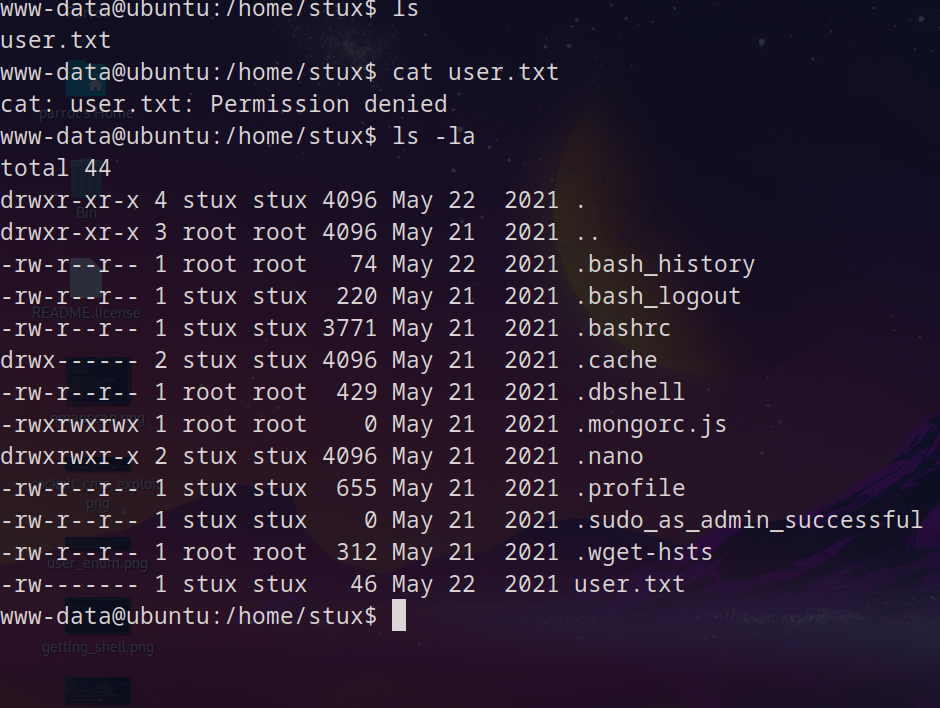 www-data@ubuntu:/home/stux$ ls
user.txt
www-data@ubuntu:/home/stux$ cat user.txt
cat: user.txt: Permission denied
parrot's Home
www-data@ubuntu:/home/stux$ ls -la
total 44
drwxr-xr-x 4 stux stux 4096 May 22  2021 .
Bin
drwxr-xr-x 3 root root 4096 May 21  2021 ..
-rw-r--r-- 1 root root   74 May 22  2021 .bash_history
-rw-r--r-- 1 stux stux  220 May 21  2021 .bash_logout
README.license
-rw-r--r-- 1 stux stux 3771 May 21  2021 .bashrc
drwx------ 2 stux stux 4096 May 21  2021 .cache
-rw-r--r-- 1 root root  429 May 21  2021 .dbshell
-rwxrwxrwx 1 root root    0 May 21  2021 .mongorc.js
drwxrwxr-x 2 stux stux 4096 May 21  2021 .nano
-rw-r--r-- 1 stux stux  655 May 21  2021 .profile
png
-rw-r--r-- 1 stux stux    0 May 21  2021 .sudo_as_admin_successful
-rw-r--r-- 1 root root  312 May 21  2021 .wget-hsts
user_enum.png
-rw------- 1 stux stux   46 May 22  2021 user.txt
www-data@ubuntu:/home/stux$
getting_shell.png